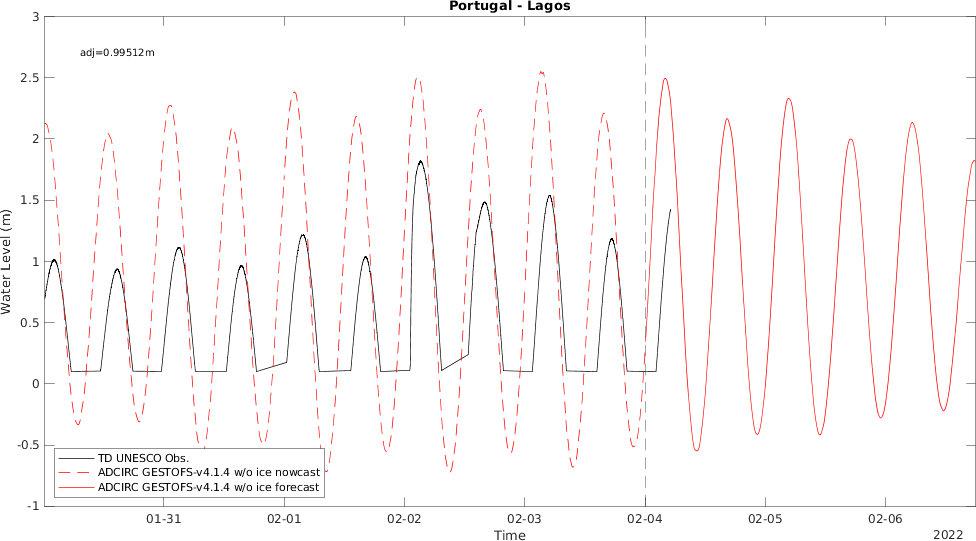 Portugal - Lagos
adj=0.99512m
3
2.5
2
1.5
1
0.5
0
-0.5
-1
Water Level (m)
TD UNESCO Obs.
ADCIRC GESTOFS-v4.1.4 w/o ice nowcast
ADCIRC GESTOFS-v4.1.4 w/o ice forecast
01-31 02-01 02-02 02-03 02-04 02-05 02-06
Time
2022